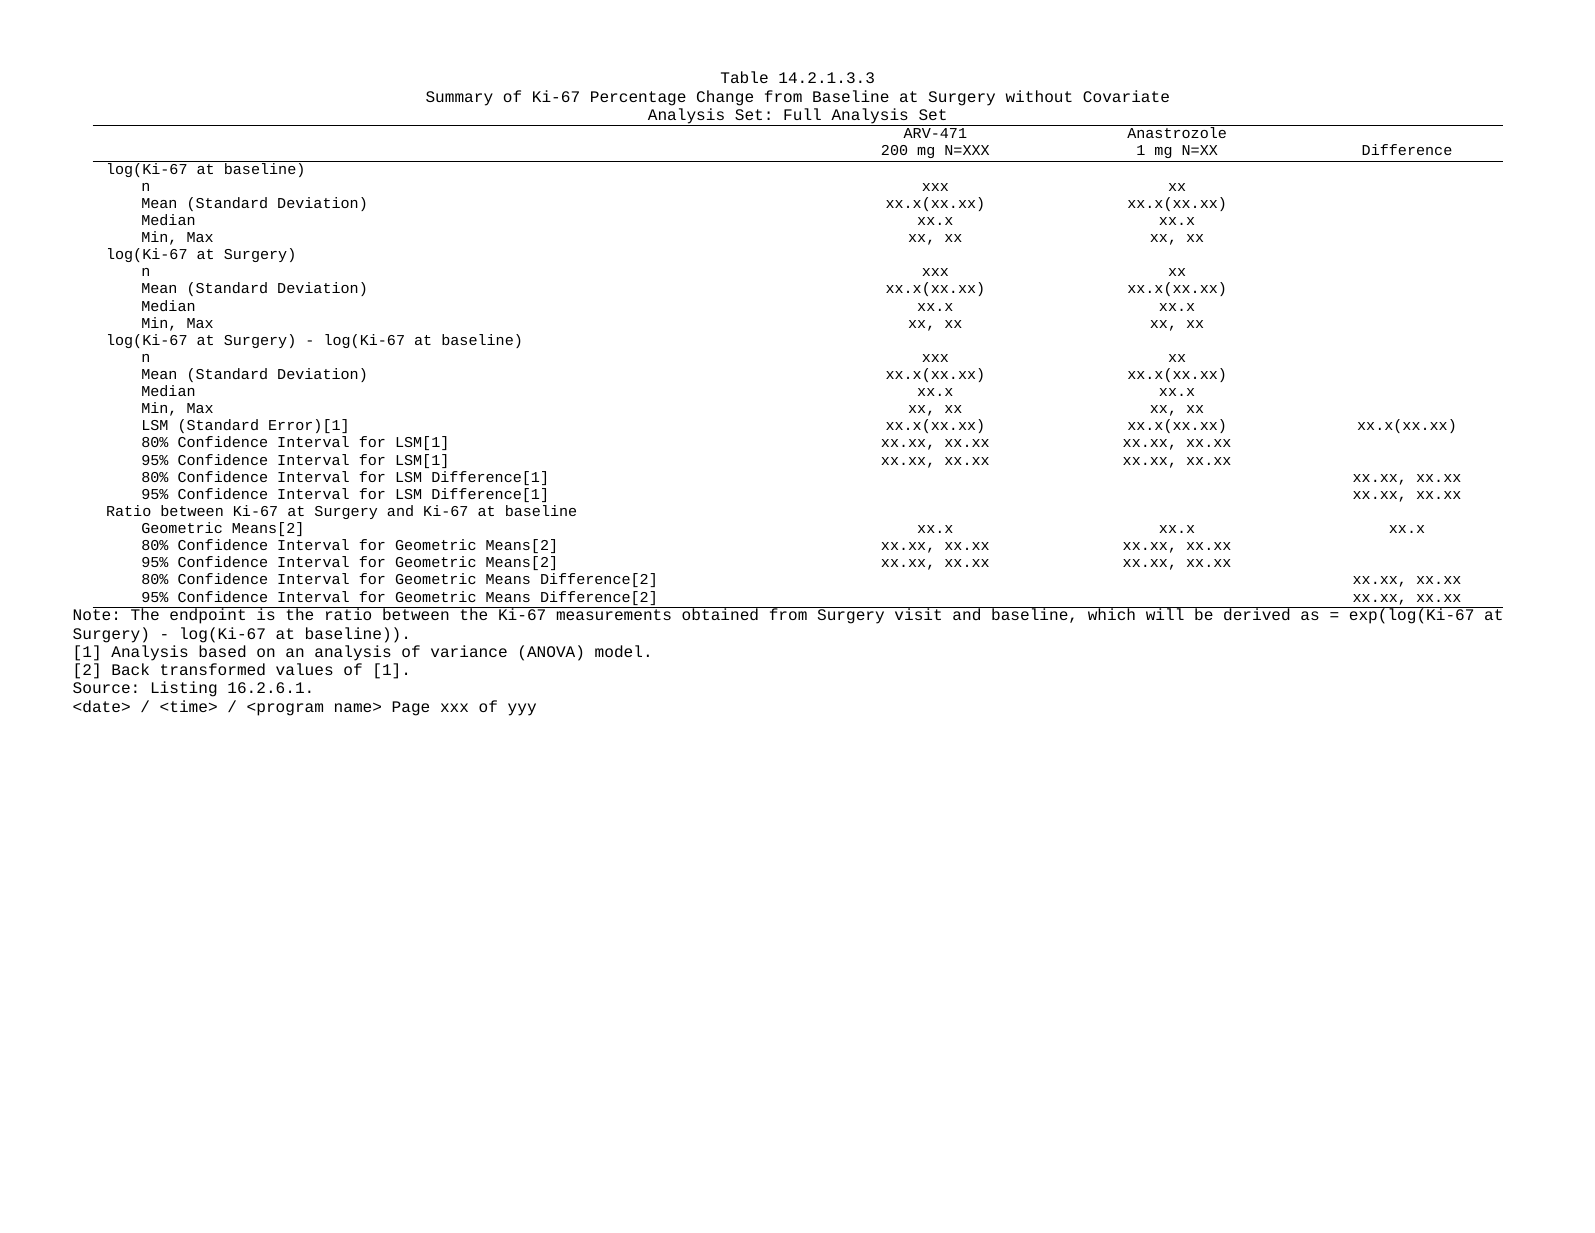 Table 14.2.1.3.3
Summary of Ki-67 Percentage Change from Baseline at Surgery without Covariate
Analysis Set: Full Analysis Set
ARV-471 Anastrozole
200 mg N=XXX 1 mg N=XX Difference
log(Ki-67 at baseline)
n xxx xx
Mean (Standard Deviation) xx.x(xx.xx) xx.x(xx.xx)
Median xx.x xx.x
Min, Max xx, xx xx, xx
log(Ki-67 at Surgery)
n xxx xx
Mean (Standard Deviation) xx.x(xx.xx) xx.x(xx.xx)
Median xx.x xx.x
Min, Max xx, xx xx, xx
log(Ki-67 at Surgery) - log(Ki-67 at baseline)
n xxx xx
Mean (Standard Deviation) xx.x(xx.xx) xx.x(xx.xx)
Median xx.x xx.x
Min, Max xx, xx xx, xx
LSM (Standard Error)[1] xx.x(xx.xx) xx.x(xx.xx) xx.x(xx.xx)
80% Confidence Interval for LSM[1] xx.xx, xx.xx xx.xx, xx.xx
95% Confidence Interval for LSM[1] xx.xx, xx.xx xx.xx, xx.xx
80% Confidence Interval for LSM Difference[1] xx.xx, xx.xx
95% Confidence Interval for LSM Difference[1] xx.xx, xx.xx
Ratio between Ki-67 at Surgery and Ki-67 at baseline
Geometric Means[2] xx.x xx.x xx.x
80% Confidence Interval for Geometric Means[2] xx.xx, xx.xx xx.xx, xx.xx
95% Confidence Interval for Geometric Means[2] xx.xx, xx.xx xx.xx, xx.xx
80% Confidence Interval for Geometric Means Difference[2] xx.xx, xx.xx
95% Confidence Interval for Geometric Means Difference[2] xx.xx, xx.xx
Note: The endpoint is the ratio between the Ki-67 measurements obtained from Surgery visit and baseline, which will be derived as = exp(log(Ki-67 at
Surgery) - log(Ki-67 at baseline)).
[1] Analysis based on an analysis of variance (ANOVA) model.
[2] Back transformed values of [1].
Source: Listing 16.2.6.1.
<date> / <time> / <program name> Page xxx of yyy